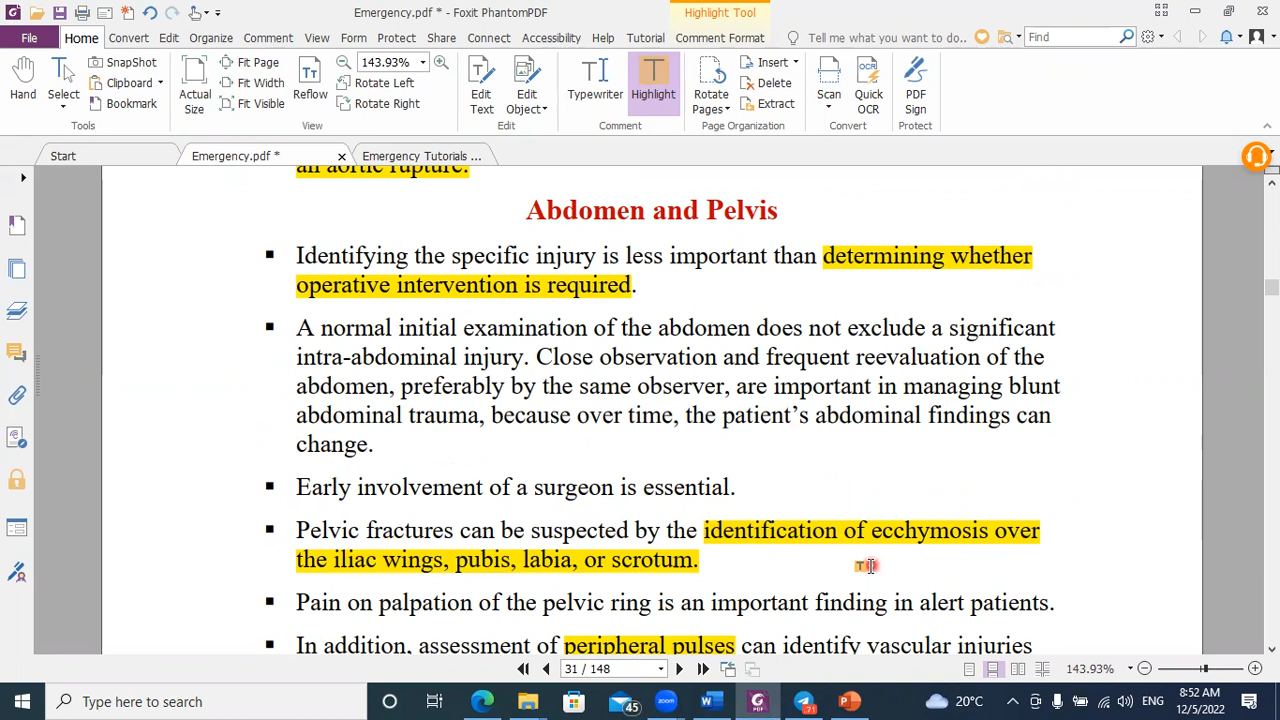 Emergency.pdf * - Foxit PhantomPDF
Highlight Tool
File Home Convert Edit Organize Comment View Form Protect Share Connect Accessibility Help Tutorial Comment Format Tell me what you want to do.. Find
Hand
Select
SnapShot
Clipboard
Bookmark
Tools
Actual Size
Fit Page
Fit Width
Fit Visible
Reflow
143.93%
Rotate Left
Rotate Right
View
Edit Text
Edit Object
Edit
Typewriter
Highlight
Comment
Rotate Pages
Insert
Delete
Extract
Page Organization
Scan
Quick OCR
Convert
PDF Sign
Protect
Start Emergency.pdf * Emergency Tutorials ...
an aortic rupture.
Abdomen and Pelvis
▪ Identifying the specific injury is less important than determining whether
operative intervention is required.
▪ A normal initial examination of the abdomen does not exclude a significant
intra-abdominal injury. Close observation and frequent reevaluation of the
abdomen, preferably by the same observer, are important in managing blunt
abdominal trauma, because over time, the patient’s abdominal findings can
change.
▪ Early involvement of a surgeon is essential.
▪ Pelvic fractures can be suspected by the identification of ecchymosis over
the iliac wings, pubis, labia, or scrotum.
▪ Pain on palpation of the pelvic ring is an important finding in alert patients.
▪ In addition, assessment of peripheral pulses can identify vascular injuries
31 / 148 143.93%
Type here to search
45
zoom
71
20°C
ENG
8:52 AM
12/5/2022